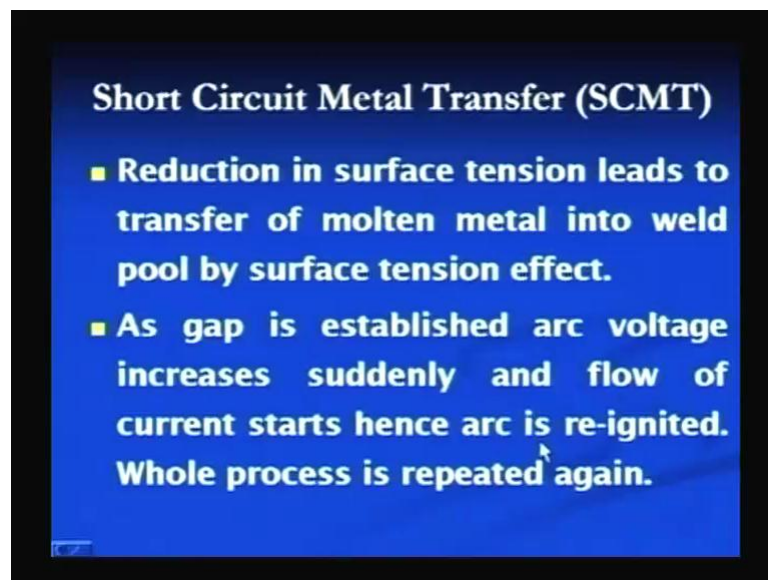 Short Circuit Metal Transfer (SCMT)
Reduction in surface tension leads to
transfer of molten metal into weld
pool by surface tension effect.
As gap is established arc voltage
increases suddenly and flow of
current starts hence arc is re-ignited.
Whole process is repeated again.